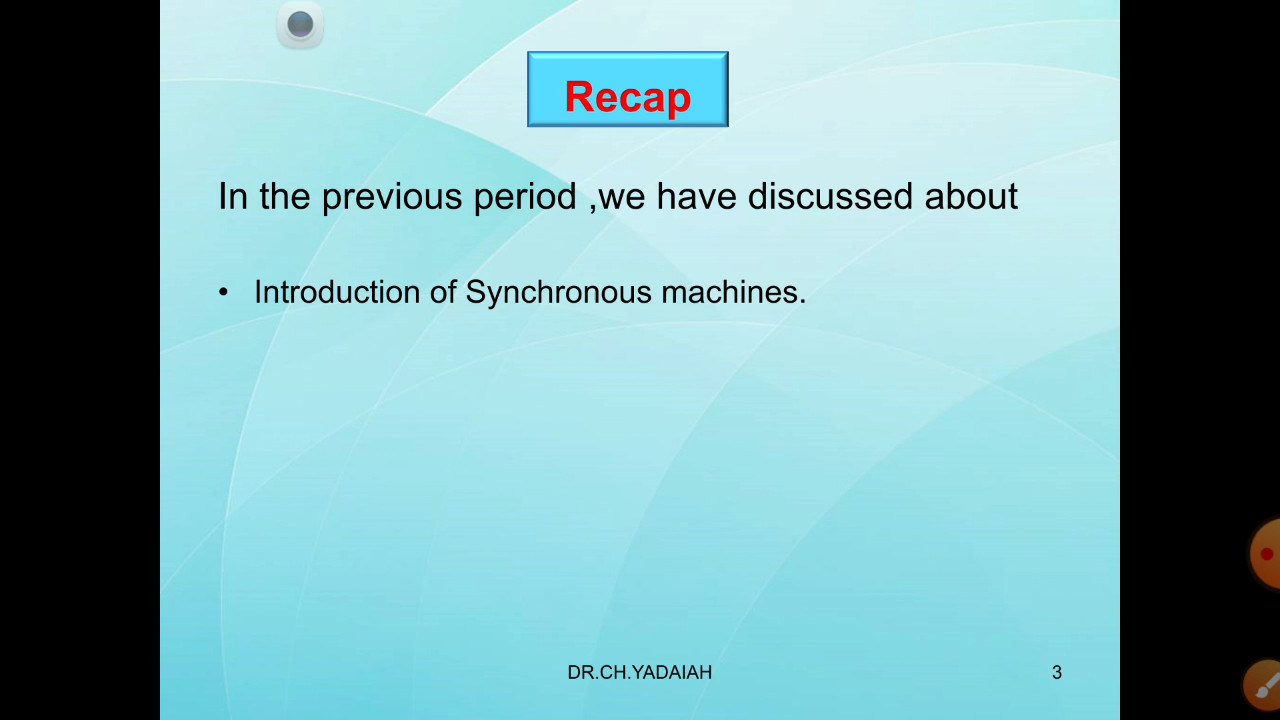 Recap
In the previous period ,we have discussed about
• Introduction of Synchronous machines.
DR.CH.YADAIAH
3